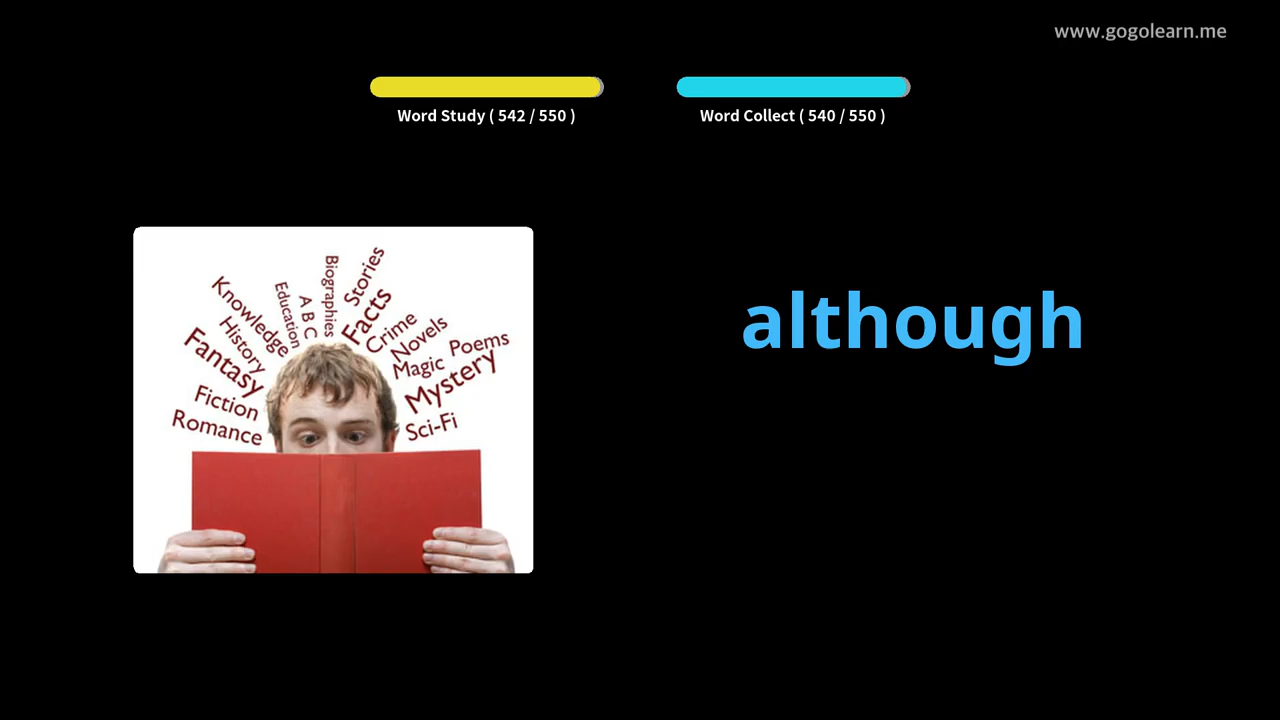 www.gogolearn.me
Word Study ( 542 / 550 )
Word Collect ( 540 / 550 )
although
Knowledge
History
Fantasy
Fiction
Romance
Education
A B C
Biographies
Stories
Facts
Crime
Novels
Magic
Poems
Mystery
Sci-Fi